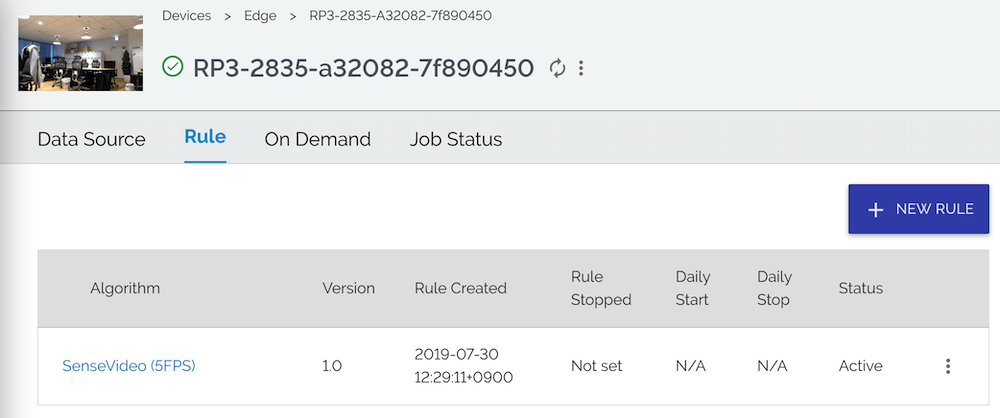 Devices > Edge > RP3-2835-A32082-7f890450
RP3-2835-a32082-7f890450
Data Source Rule On Demand Job Status
+ NEW RULE
Algorithm Version Rule Created Rule Stopped Daily Start Daily Stop Status
SenseVideo (5FPS) 1.0 2019-07-30 12:29:11+0900 Not set N/A N/A Active